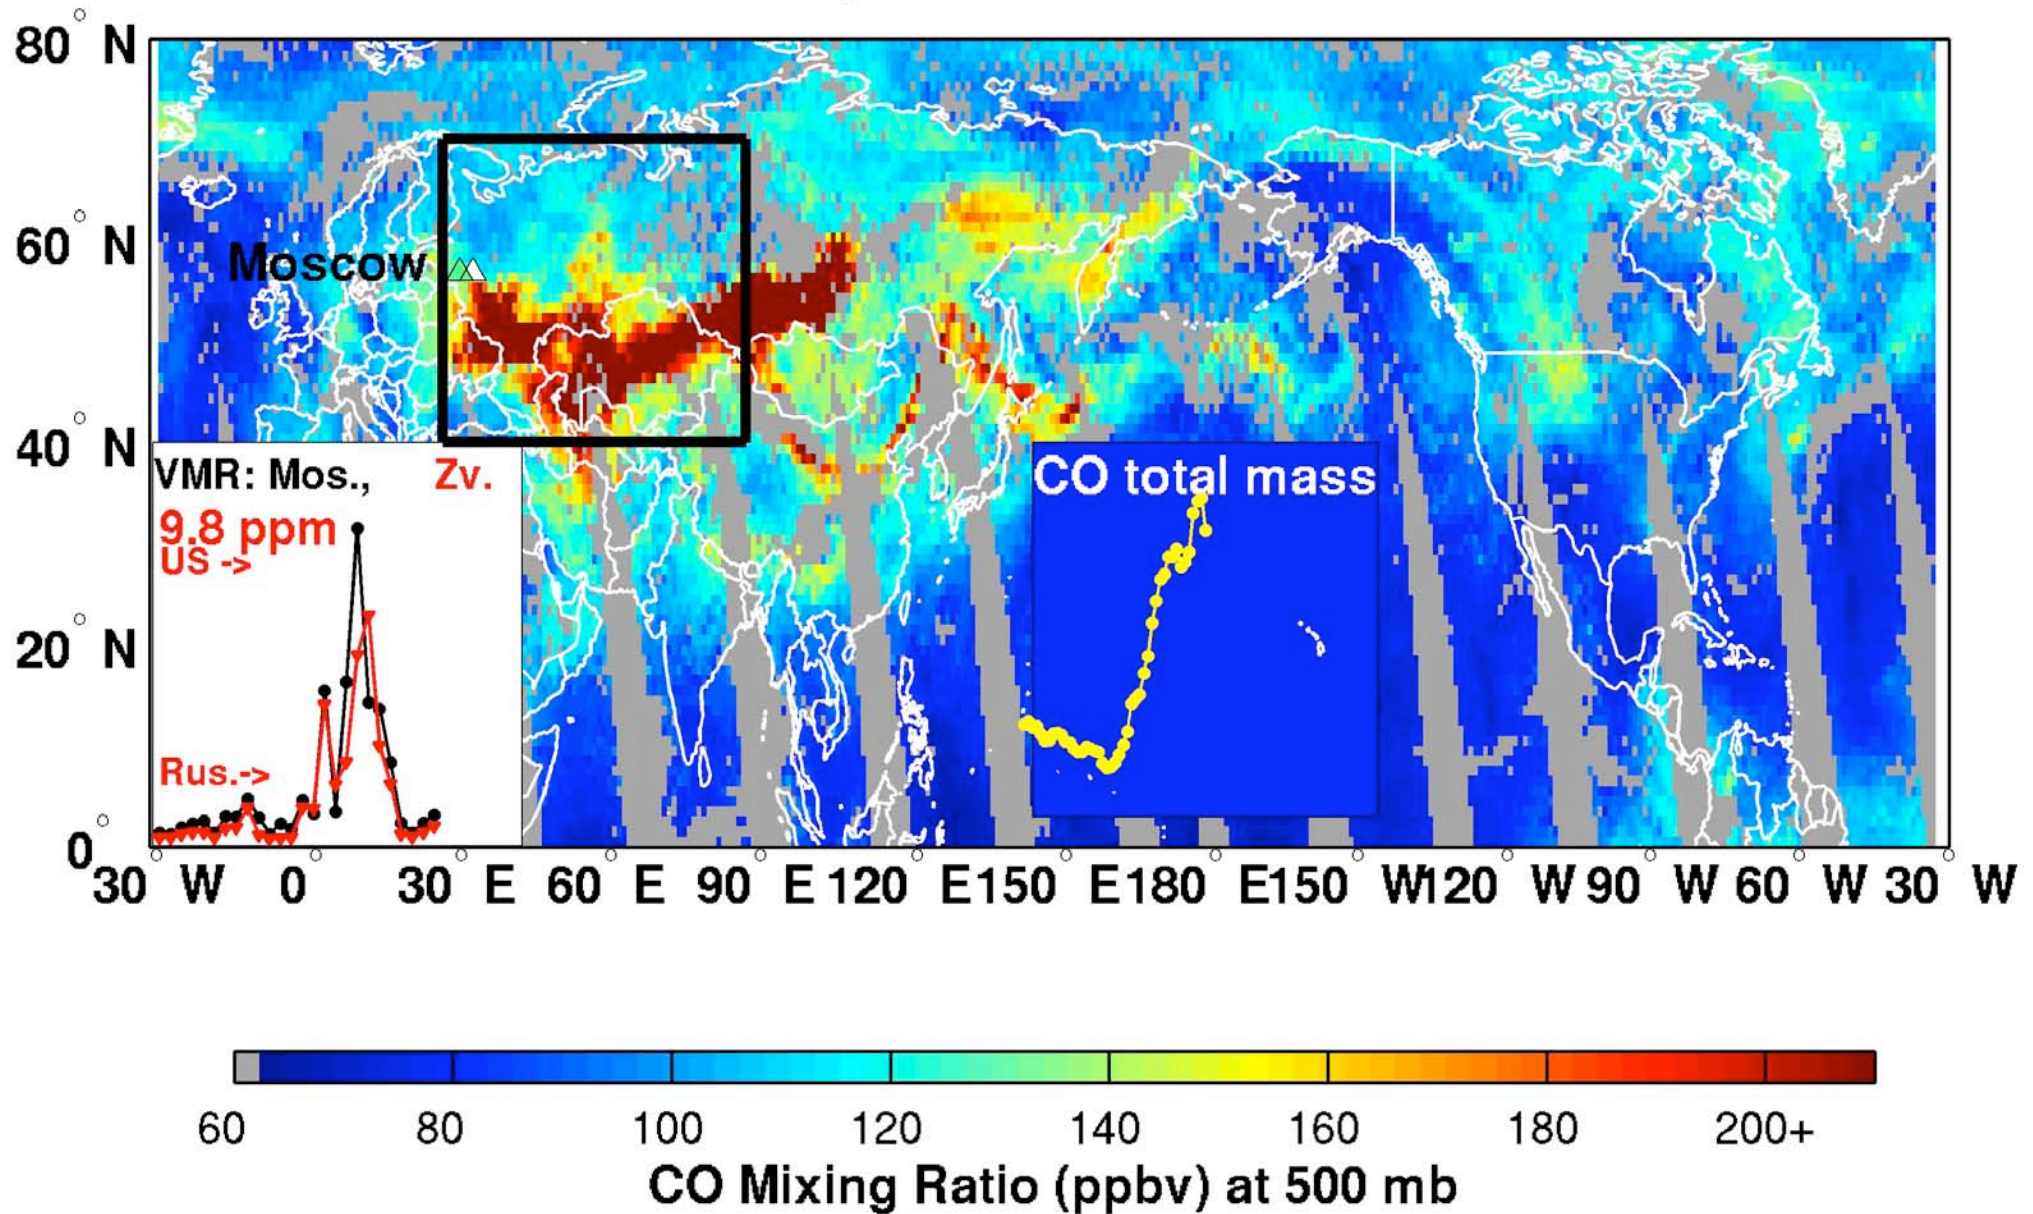 80° N
60° N
Moscow
40° N
VMR: Mos., Zv.
CO total mass
9.8 ppm
US ->
20° N
Rus.->
0°
30° W 0° 30° E 60° E 90° E 120° E 150° E 180° E 150° W 120° W 90° W 60° W 30° W
60 80 100 120 140 160 180 200+
CO Mixing Ratio (ppbv) at 500 mb